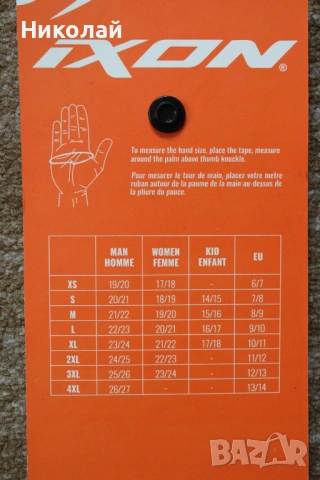 Николай
iXON®
To measure the hand size, place the tape, measure
around the palm above thumb knuckle.
Pour mesurer le tour de main, placez votre metre
ruban autour de la paume de la main au-dessus de
la pliure du pouce.
MAN HOMME WOMEN FEMME KID ENFANT EU
XS 19/20 17/18 - 6/7
S 20/21 18/19 14/15 7/8
M 21/22 19/20 15/16 8/9
L 22/23 20/21 16/17 9/10
XL 23/24 21/22 17/18 10/11
2XL 24/25 22/23 - 11/12
3XL 25/26 23/24 - 12/13
4XL 26/27 - - 13/14
BAZAR